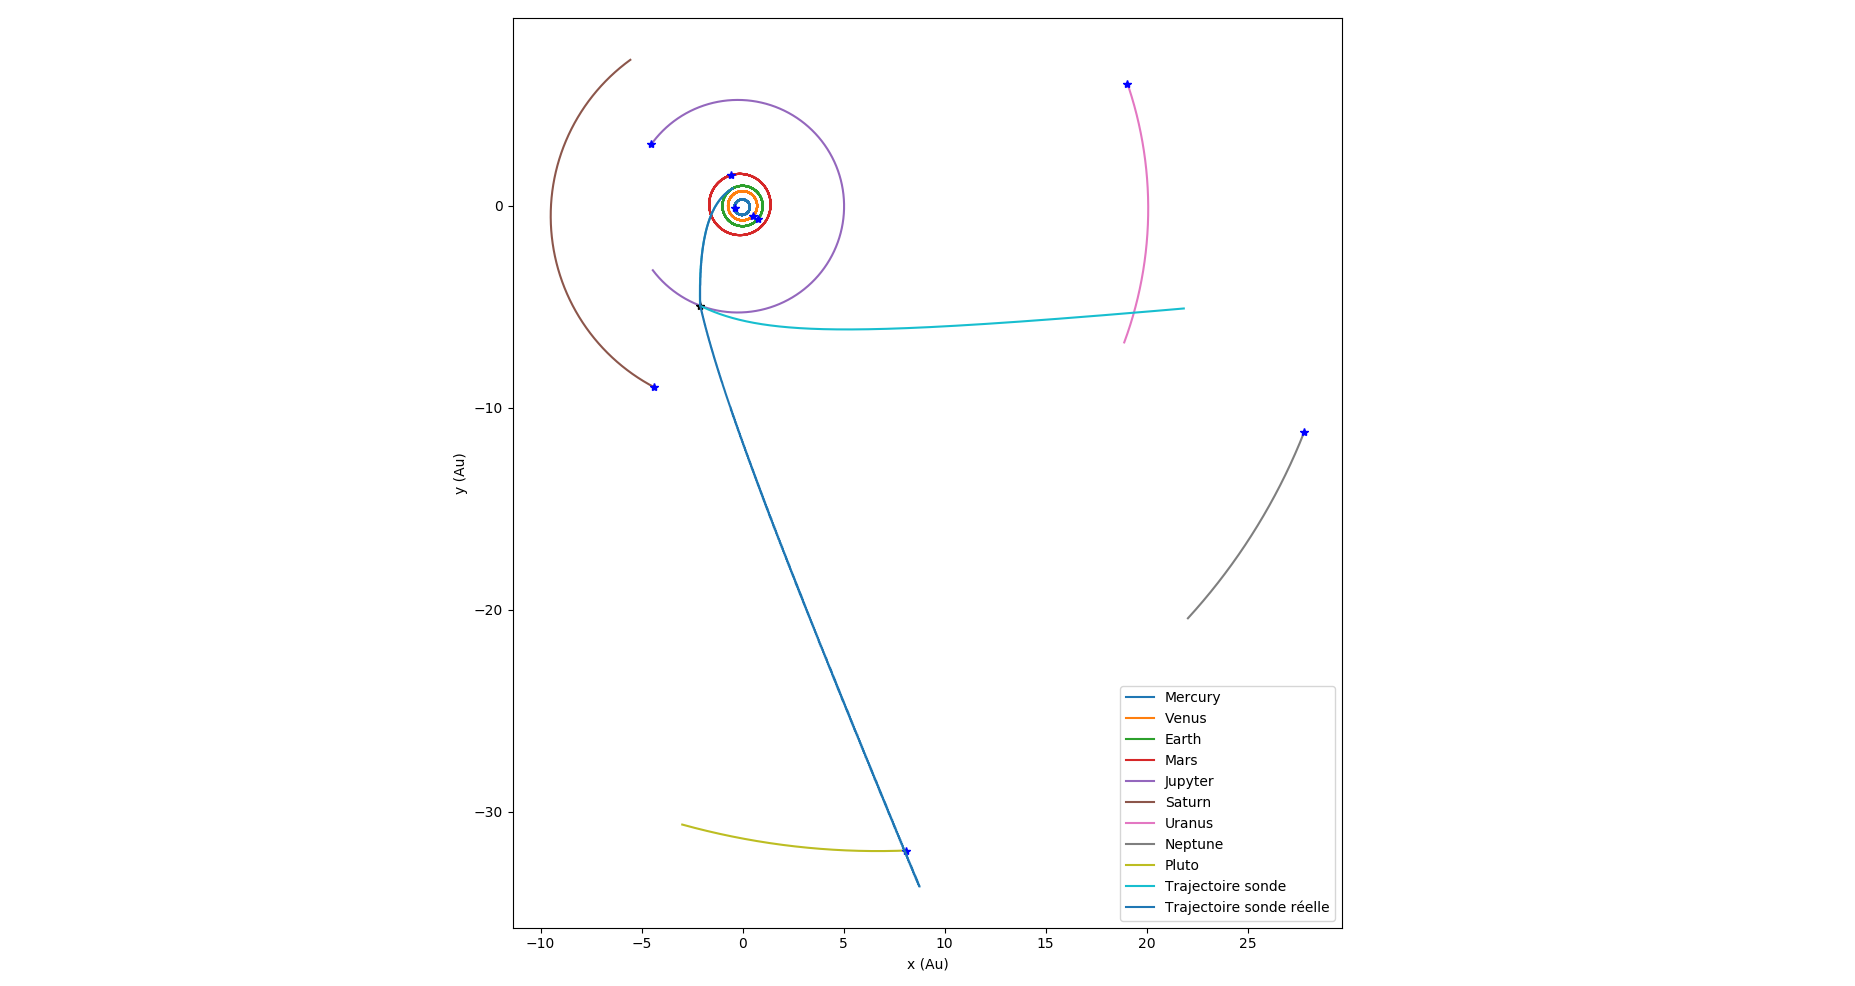 0
−10
−20
−30
y (Au)
−10
−5
0
5
10
15
20
25
x (Au)
Mercury
Venus
Earth
Mars
Jupyter
Saturn
Uranus
Neptune
Pluto
Trajectoire sonde
Trajectoire sonde réelle